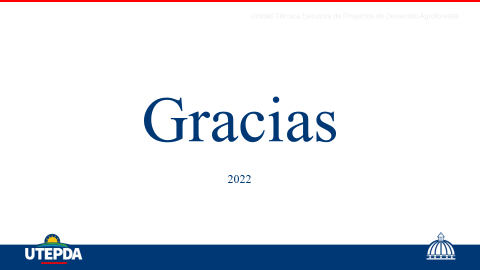 Unidad Técnica Ejecutora de Proyectos de Desarrollo Agroforestal
Gracias
2022
UTEPDA